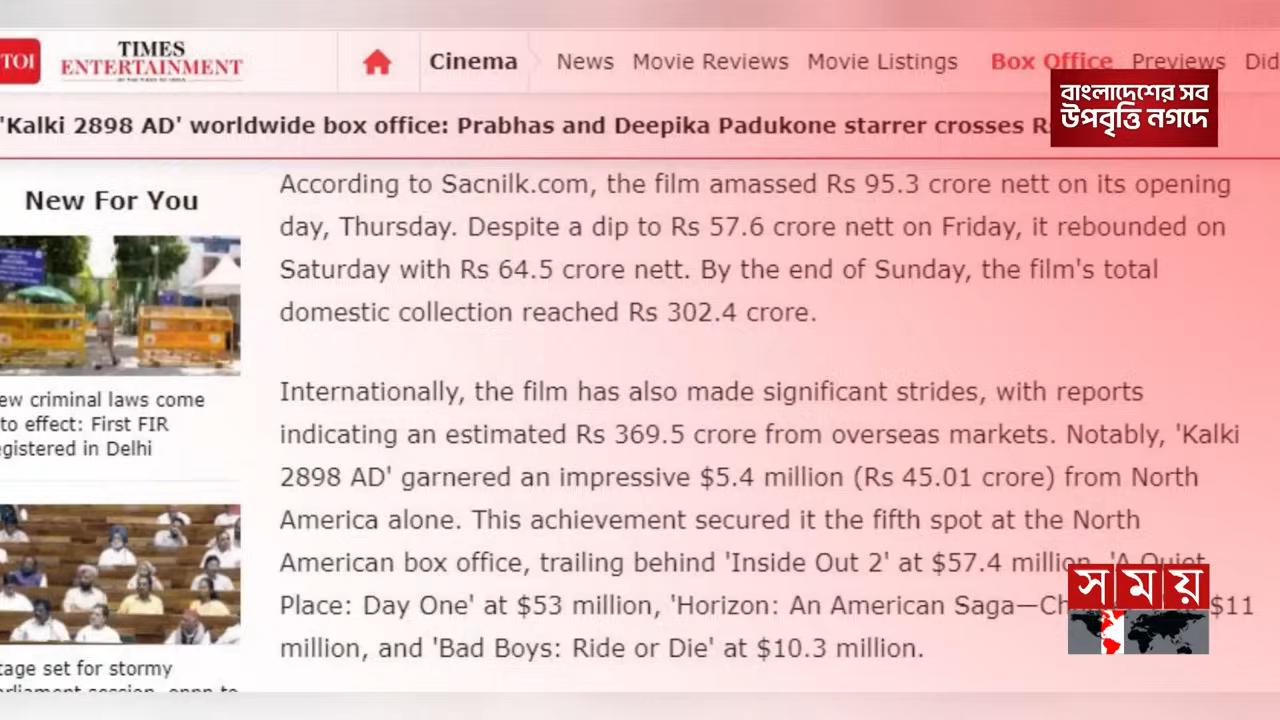 TOI
TIMES
ENTERTAINMENT
Cinema
News
Movie Reviews
Movie Listings
Box Office
Previews
Did
বাংলাদেশের সব
উপবৃত্তি নগদে
'Kalki 2898 AD' worldwide box office: Prabhas and Deepika Padukone starrer crosses
New For You
ew criminal laws come
to effect: First FIR
egistered in Delhi
tage set for stormy
According to Sacnilk.com, the film amassed Rs 95.3 crore nett on its opening
day, Thursday. Despite a dip to Rs 57.6 crore nett on Friday, it rebounded on
Saturday with Rs 64.5 crore nett. By the end of Sunday, the film's total
domestic collection reached Rs 302.4 crore.
Internationally, the film has also made significant strides, with reports
indicating an estimated Rs 369.5 crore from overseas markets. Notably, 'Kalki
2898 AD' garnered an impressive $5.4 million (Rs 45.01 crore) from North
America alone. This achievement secured it the fifth spot at the North
American box office, trailing behind 'Inside Out 2' at $57.4 million, 'A Quiet
Place: Day One' at $53 million, 'Horizon: An American Saga—Ch $11
million, and 'Bad Boys: Ride or Die' at $10.3 million.
সময়